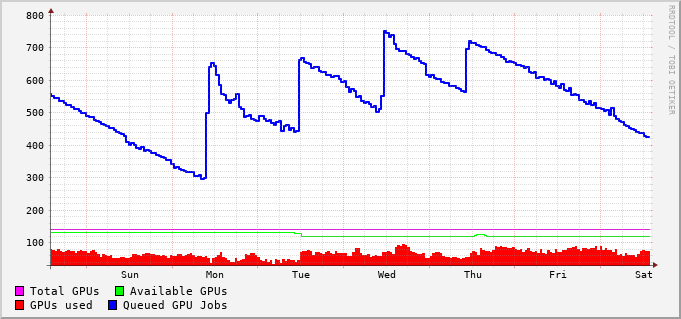 800
700
600
500
400
300
200
100
Sun Mon Tue Wed Thu Fri Sat
Total GPUs Available GPUs
GPUs used Queued GPU Jobs
RRDTOOL / TOBI OETIKER